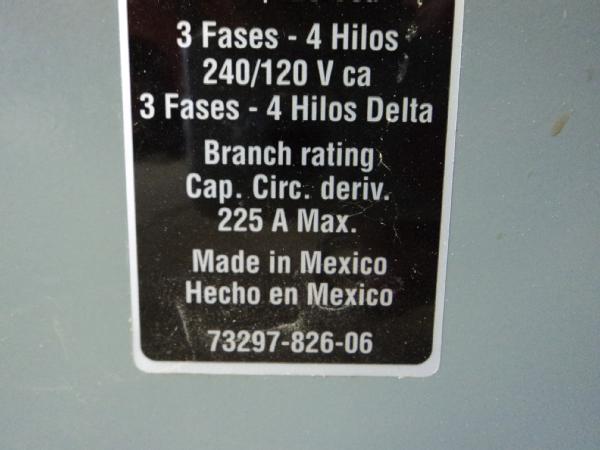 3 Fases - 4 Hilos
240/120 V ca
3 Fases - 4 Hilos Delta
Branch rating
Cap. Circ. deriv.
225 A Max.
Made in Mexico
Hecho en Mexico
73297-826-06